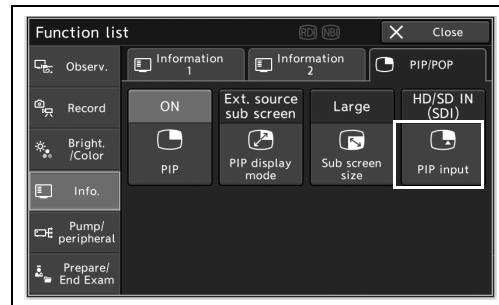 Function list
RDI NBI
Close
Observ.
Record
Bright.
/Color
Info.
Pump/
peripheral
Prepare/
End Exam
Information
1
Information
2
PIP/POP
ON
PIP
Ext. source
sub screen
PIP display
mode
Large
Sub screen
size
HD/SD IN
(SDI)
PIP input